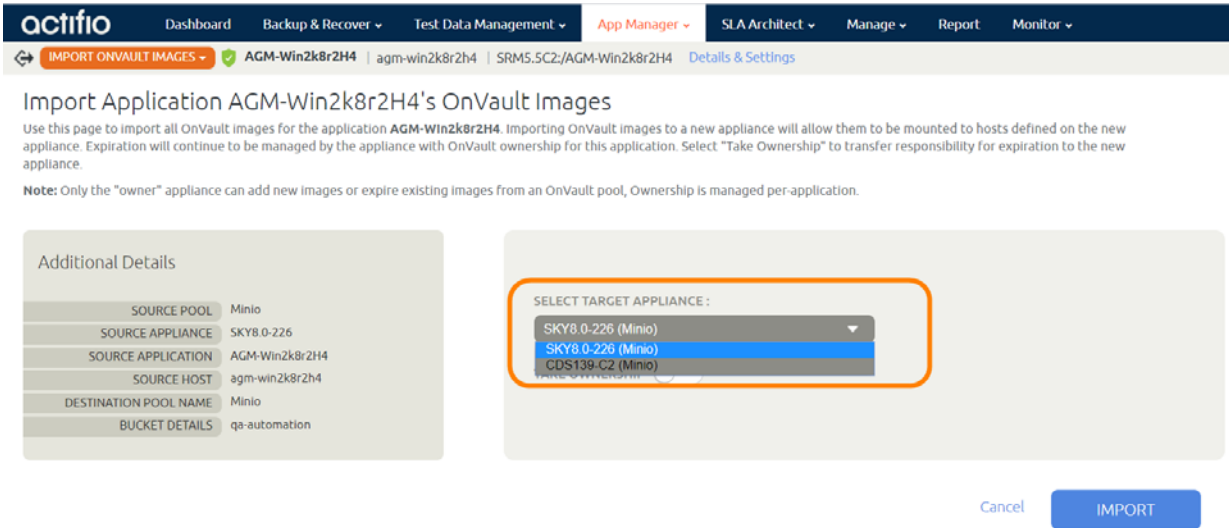 actifio Dashboard Backup & Recover Test Data Management App Manager SLA Architect Manage Report Monitor
IMPORT ONVAULT IMAGES AGM-Win2k8r2H4 | agm-win2k8r2h4 | SRM5.5C2:/AGM-Win2k8r2H4 Details & Settings
Import Application AGM-Win2k8r2H4's OnVault Images
Use this page to import all OnVault images for the application AGM-Win2k8r2H4. Importing OnVault images to a new appliance will allow them to be mounted to hosts defined on the new
appliance. Expiration will continue to be managed by the appliance with OnVault ownership for this application. Select "Take Ownership" to transfer responsibility for expiration to the new
appliance.
Note: Only the "owner" appliance can add new images or expire existing images from an OnVault pool, Ownership is managed per-application.
Additional Details
SOURCE POOL Minio
SOURCE APPLIANCE SKY8.0-226
SOURCE APPLICATION AGM-Win2k8r2H4
SOURCE HOST agm-win2k8r2h4
DESTINATION POOL NAME Minio
BUCKET DETAILS qa-automation
SELECT TARGET APPLIANCE :
SKY8.0-226 (Minio)
SKY8.0-226 (Minio)
CDS139-C2 (Minio)
TAKE OWNERSHIP
Cancel IMPORT